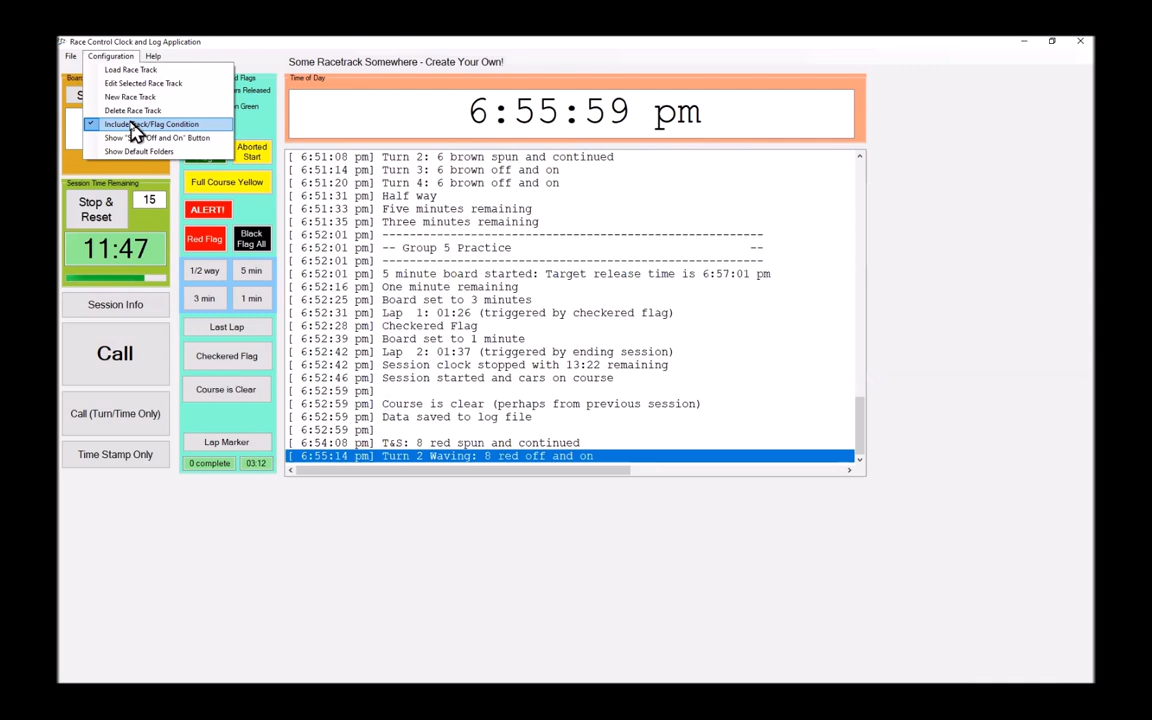 Race Control Clock and Log Application
File Configuration Help
Load Race Track
Edit Selected Race Track
New Race Track
Delete Race Track
Include Track/Flag Condition
Show " Off and On" Button
Show Default Folders
Some Racetrack Somewhere - Create Your Own!
Time of Day
6:55:59 pm
Flags
Released
Green
Aborted
Start
Full Course Yellow
ALERT!
Red Flag
Black
Flag All
1/2 way
5 min
3 min
1 min
Last Lap
Checkered Flag
Course is Clear
Lap Marker
0 complete
03:12
Session Time Remaining
Stop &
Reset
15
11:47
Session Info
Call
Call (Turn/Time Only)
Time Stamp Only
[ 6:51:08 pm] Turn 2: 6 brown spun and continued
[ 6:51:14 pm] Turn 3: 6 brown off and on
[ 6:51:20 pm] Turn 4: 6 brown off and on
[ 6:51:31 pm] Half way
[ 6:51:33 pm] Five minutes remaining
[ 6:51:35 pm] Three minutes remaining
[ 6:52:01 pm] -----------------------------------------------------
[ 6:52:01 pm] -- Group 5 Practice --
[ 6:52:01 pm] -----------------------------------------------------
[ 6:52:01 pm] 5 minute board started: Target release time is 6:57:01 pm
[ 6:52:16 pm] One minute remaining
[ 6:52:25 pm] Board set to 3 minutes
[ 6:52:31 pm] Lap 1: 01:26 (triggered by checkered flag)
[ 6:52:28 pm] Checkered Flag
[ 6:52:39 pm] Board set to 1 minute
[ 6:52:42 pm] Lap 2: 01:37 (triggered by ending session)
[ 6:52:42 pm] Session clock stopped with 13:22 remaining
[ 6:52:46 pm] Session started and cars on course
[ 6:52:59 pm]
[ 6:52:59 pm] Course is clear (perhaps from previous session)
[ 6:52:59 pm] Data saved to log file
[ 6:52:59 pm]
[ 6:54:08 pm] T&S: 8 red spun and continued
[ 6:55:14 pm] Turn 2 Waving: 8 red off and on